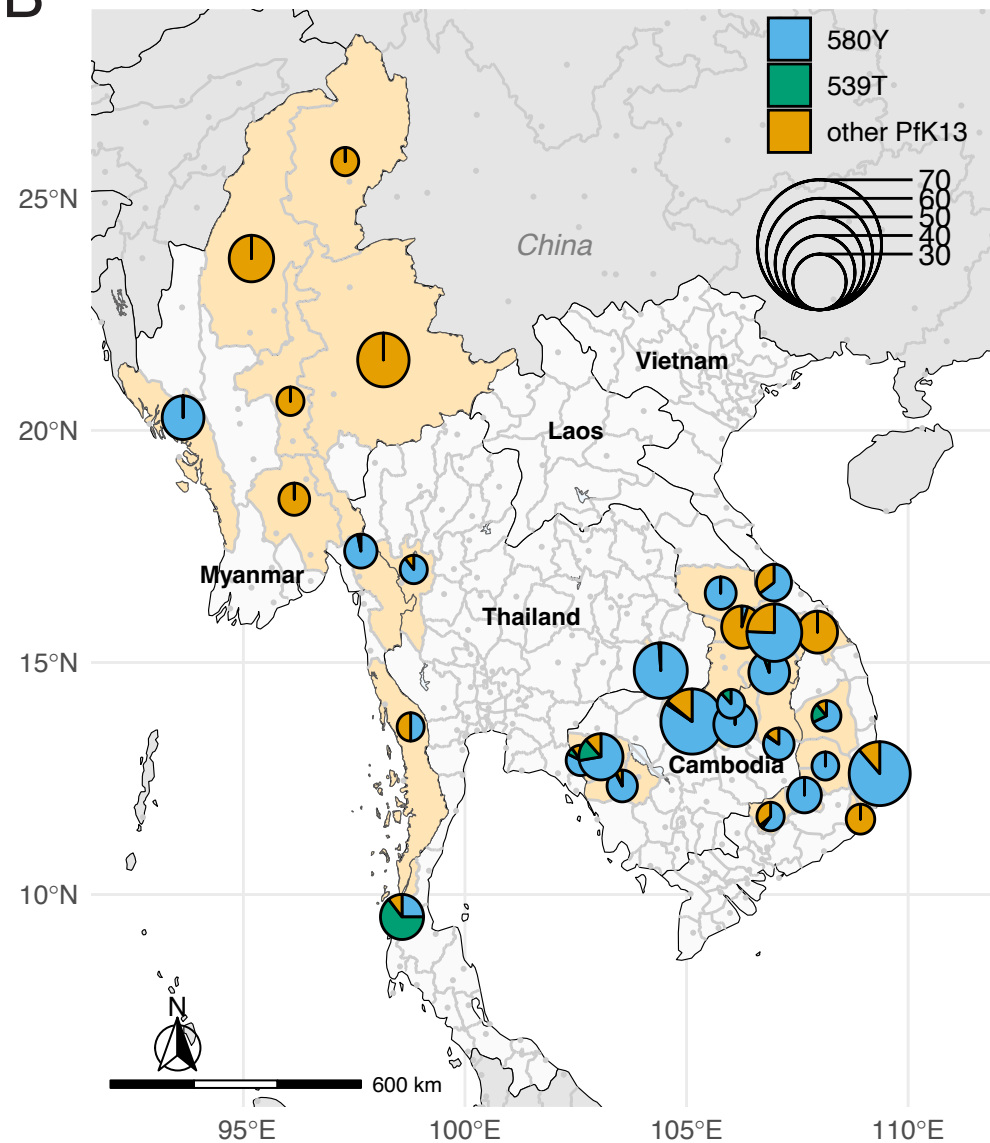 B
580Y
539T
other PfK13
70
60
50
40
30
25°N
China
Vietnam
20°N
Laos
Myanmar
Thailand
15°N
Cambodia
10°N
N
600 km
95°E
100°E
105°E
110°E